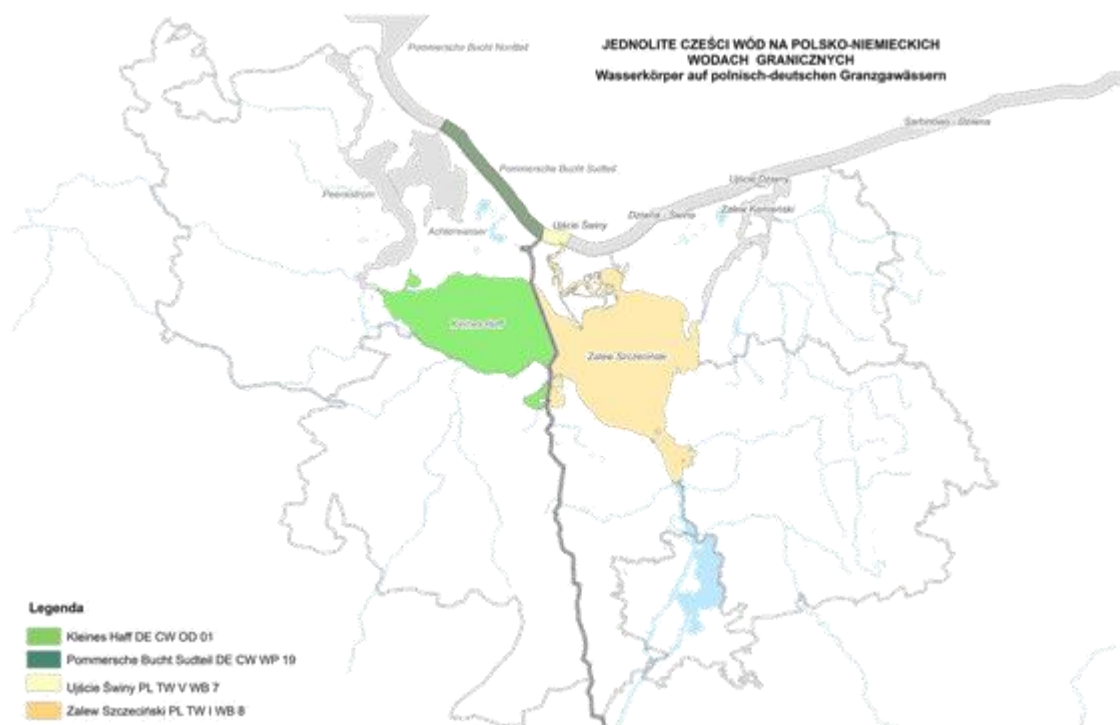 JEDNOLITE CZEŚCI WÓD NA POLSKO-NIEMIECKICH
WODACH GRANICZNYCH
Wasserkörper auf polnisch-deutschen Granzgawässern
Pommersche Bucht Nordteil
Sarbinowo - Dziwna
Pommersche Bucht Sudteil
Ujście Dziwny
Peenestrom
Zalew Kamieński
Dziwna - Świna
Achterwasser
Ujście Świny
Kleines Haff
Zalew Szczeciński
Legenda
Kleines Haff DE CW OD 01
Pommersche Bucht Sudteil DE CW WP 19
Ujście Świny PL TW V WB 7
Zalew Szczeciński PL TW I WB 8